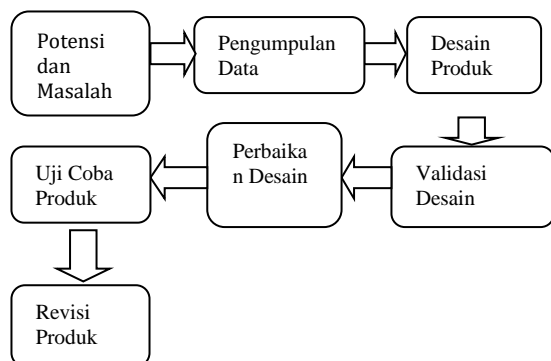 Potensi
dan
Masalah
Pengumpulan
Data
Desain
Produk
Validasi
Desain
Perbaika
n Desain
Uji Coba
Produk
Revisi
Produk